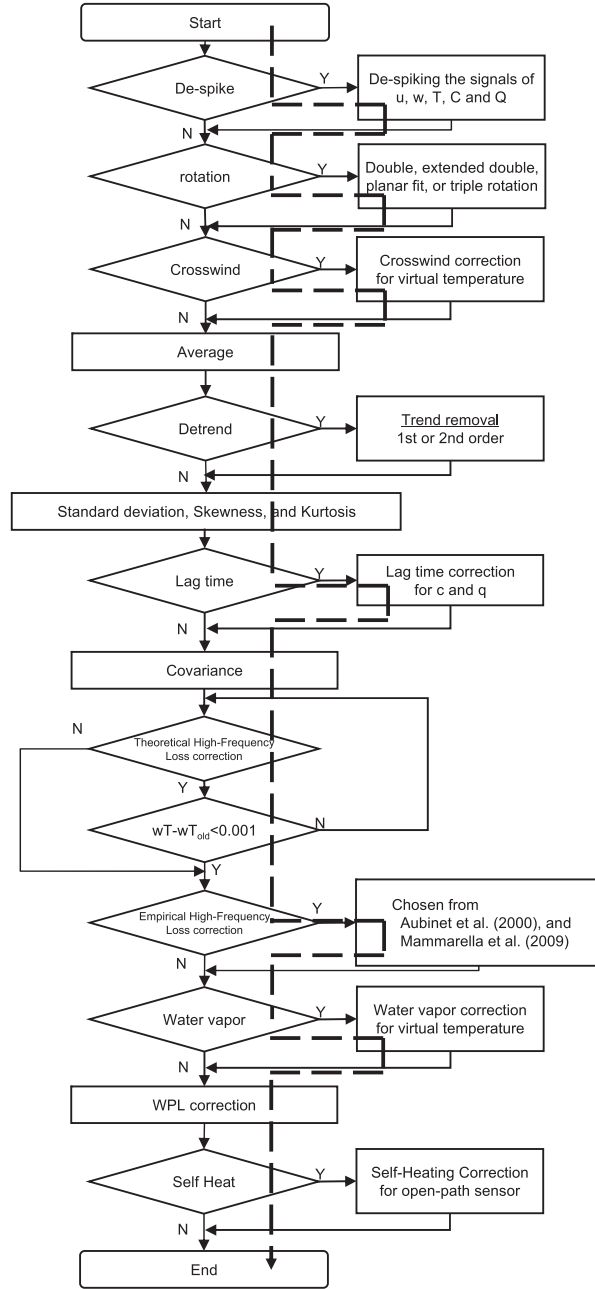 Start
De-spike
Y
De-spiking the signals of
u, w, T, C and Q
N
rotation
Y
Double, extended double,
planar fit, or triple rotation
N
Crosswind
Y
Crosswind correction
for virtual temperature
N
Average
Detrend
Y
Trend removal
1st or 2nd order
N
Standard deviation, Skewness, and Kurtosis
Lag time
Y
Lag time correction
for c and q
N
Covariance
N
Theoretical High-Frequency
Loss correction
Y
wT-wTold<0.001
N
Y
Empirical High-Frequency
Loss correction
Y
Chosen from
Aubinet et al. (2000), and
Mammarella et al. (2009)
N
Water vapor
Y
Water vapor correction
for virtual temperature
N
WPL correction
Self Heat
Y
Self-Heating Correction
for open-path sensor
N
End